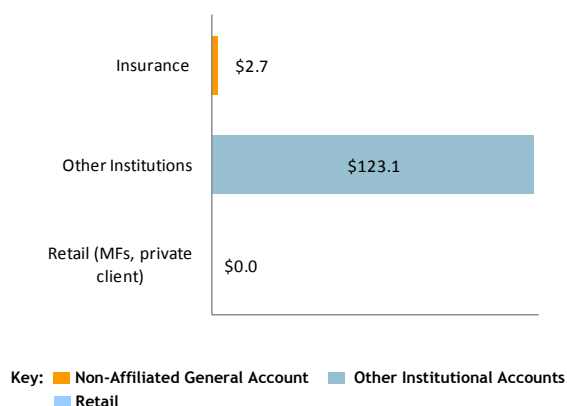 Insurance
$2.7
Other Institutions
$123.1
Retail (MFs, private
client)
$0.0
Key: Non-Affiliated General Account Other Institutional Accounts
Retail